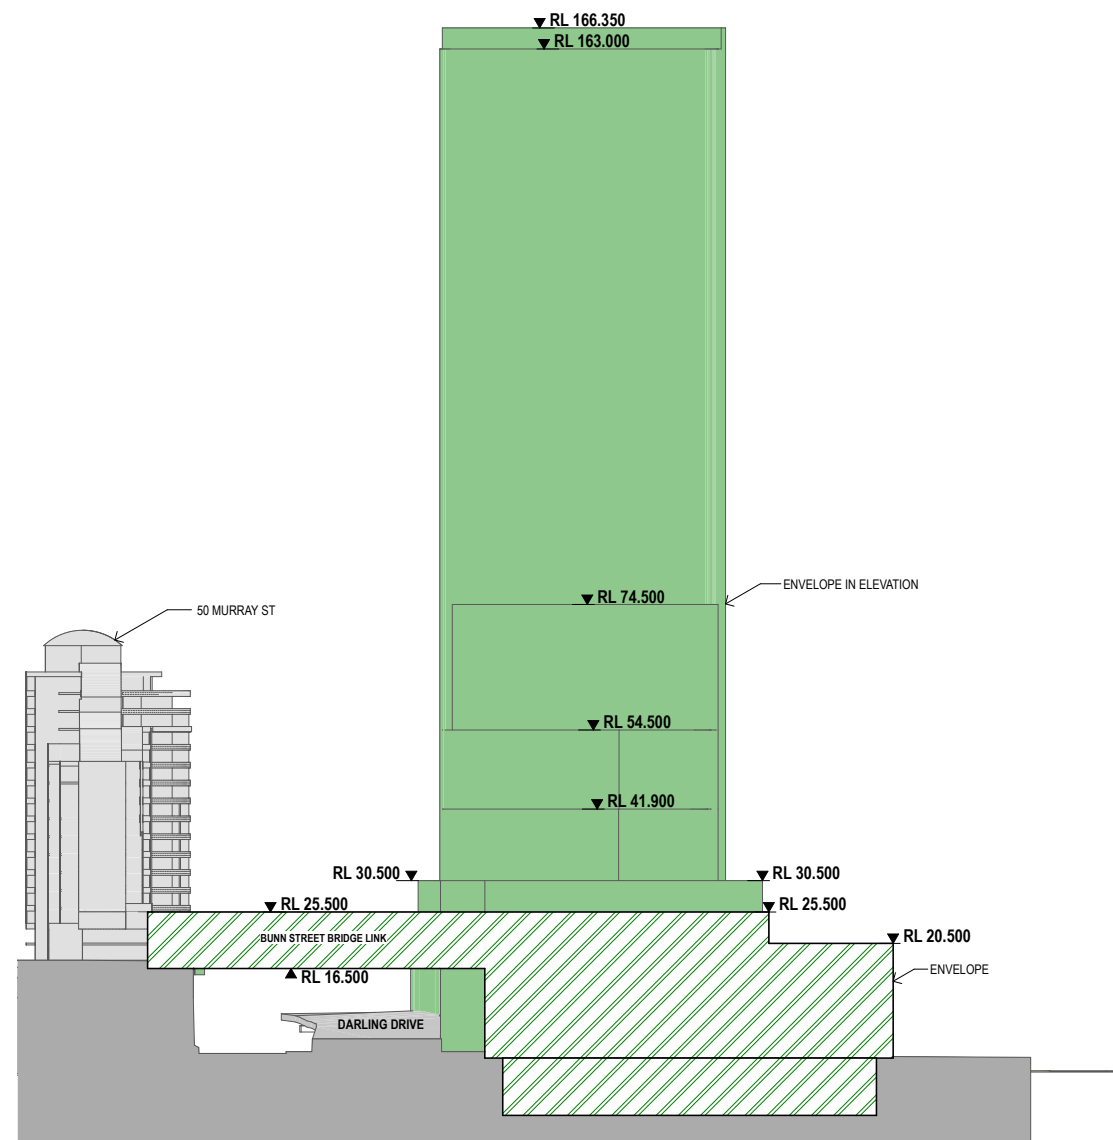 RL 166.350
RL 163.000
ENVELOPE IN ELEVATION
RL 74.500
50 MURRAY ST
RL 54.500
RL 41.900
RL 30.500
RL 30.500
RL 25.500
RL 25.500
BUNN STREET BRIDGE LINK
RL 20.500
ENVELOPE
RL 16.500
DARLING DRIVE